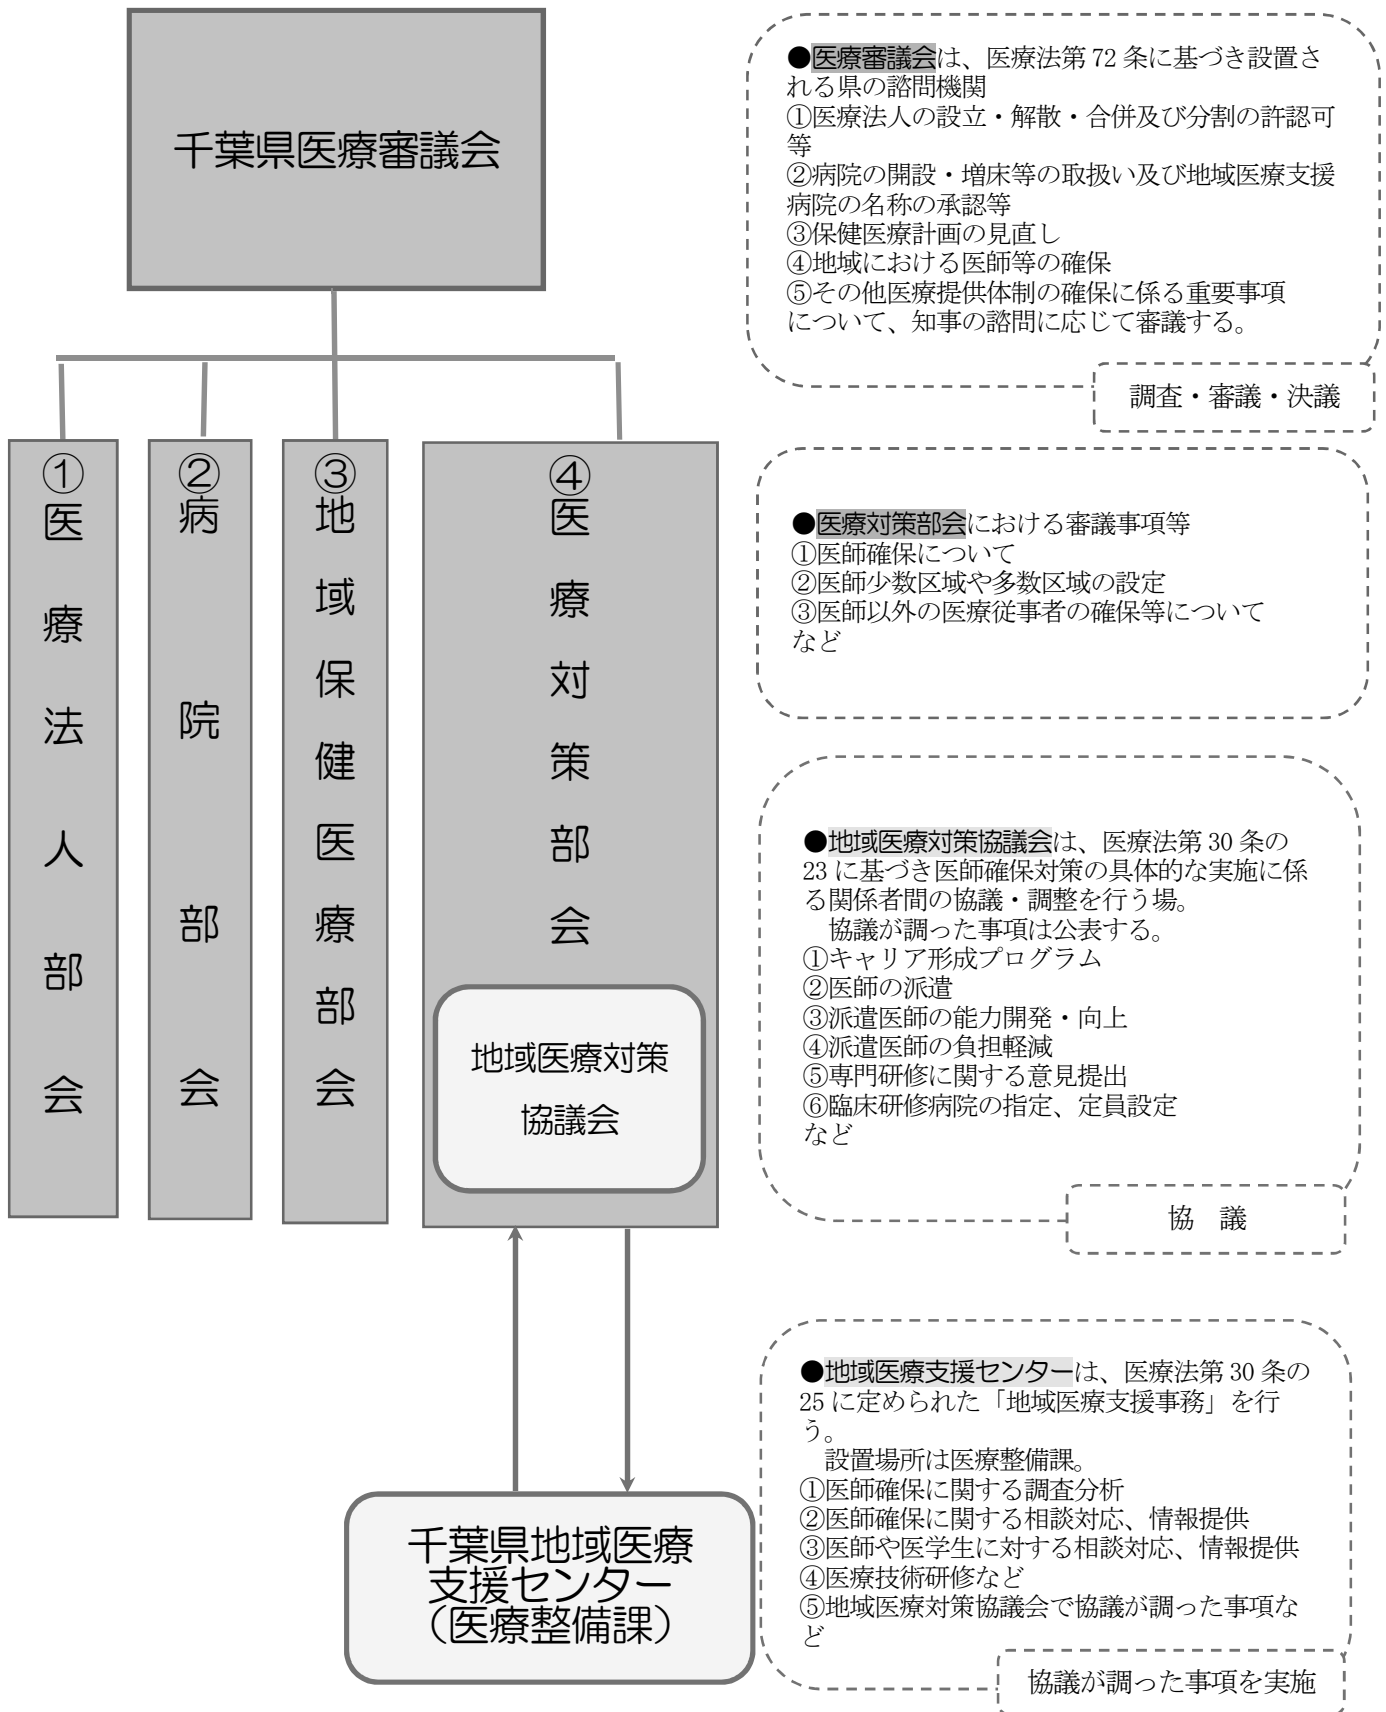 千葉県医療審議会
①医療法人部会
②病院部会
③地域保健医療部会
④医療対策部会
地域医療対策
協議会
千葉県地域医療
支援センター
（医療整備課）
●医療審議会は、医療法第 72 条に基づき設置さ
れる県の諮問機関
①医療法人の設立・解散・合併及び分割の許認可
等
②病院の開設・増床等の取扱い及び地域医療支援
病院の名称の承認等
③保健医療計画の見直し
④地域における医師等の確保
⑤その他医療提供体制の確保に係る重要事項
について、知事の諮問に応じて審議する。
調査・審議・決議
●医療対策部会における審議事項等
①医師確保について
②医師少数区域や多数区域の設定
③医師以外の医療従事者の確保等について
など
●地域医療対策協議会は、医療法第 30 条の
23 に基づき医師確保対策の具体的な実施に係
る関係者間の協議・調整を行う場。
協議が調った事項は公表する。
①キャリア形成プログラム
②医師の派遣
③派遣医師の能力開発・向上
④派遣医師の負担軽減
⑤専門研修に関する意見提出
⑥臨床研修病院の指定、定員設定
など
協　議
●地域医療支援センターは、医療法第 30 条の
25 に定められた「地域医療支援事務」を行
う。
設置場所は医療整備課。
①医師確保に関する調査分析
②医師確保に関する相談対応、情報提供
③医師や医学生に対する相談対応、情報提供
④医療技術研修など
⑤地域医療対策協議会で協議が調った事項な
ど
協議が調った事項を実施